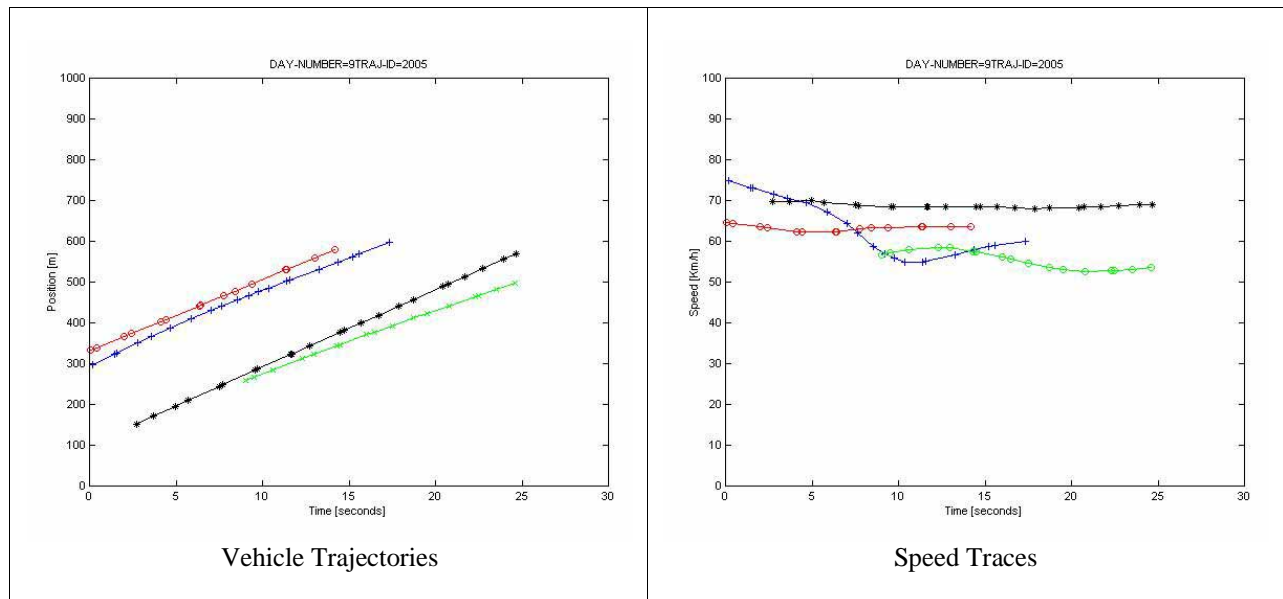 DAY-NUMBER=9TRAJ-ID=2005
1000
900
800
700
600
500
400
300
200
100
0
Position [m]
0 5 10 15 20 25 30
Time [seconds]
Vehicle Trajectories
DAY-NUMBER=9TRAJ-ID=2005
100
90
80
70
60
50
40
30
20
10
0
Speed [Km/h]
0 5 10 15 20 25 30
Time [seconds]
Speed Traces